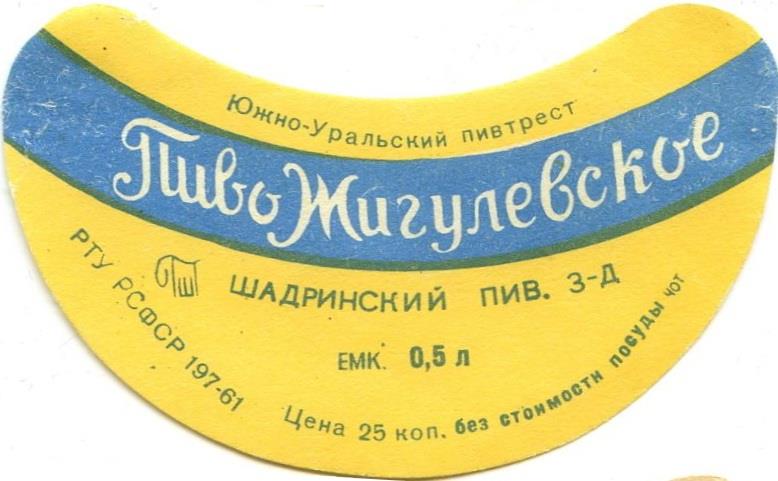 Южно-Уральский пивтрест
Пиво Жигулевское
ШАДРИНСКИЙ ПИВ. З-Д
РТУ РСФСР 197-61
ЕМК. 0,5 л
Цена 25 коп. без стоимости посуды
чот